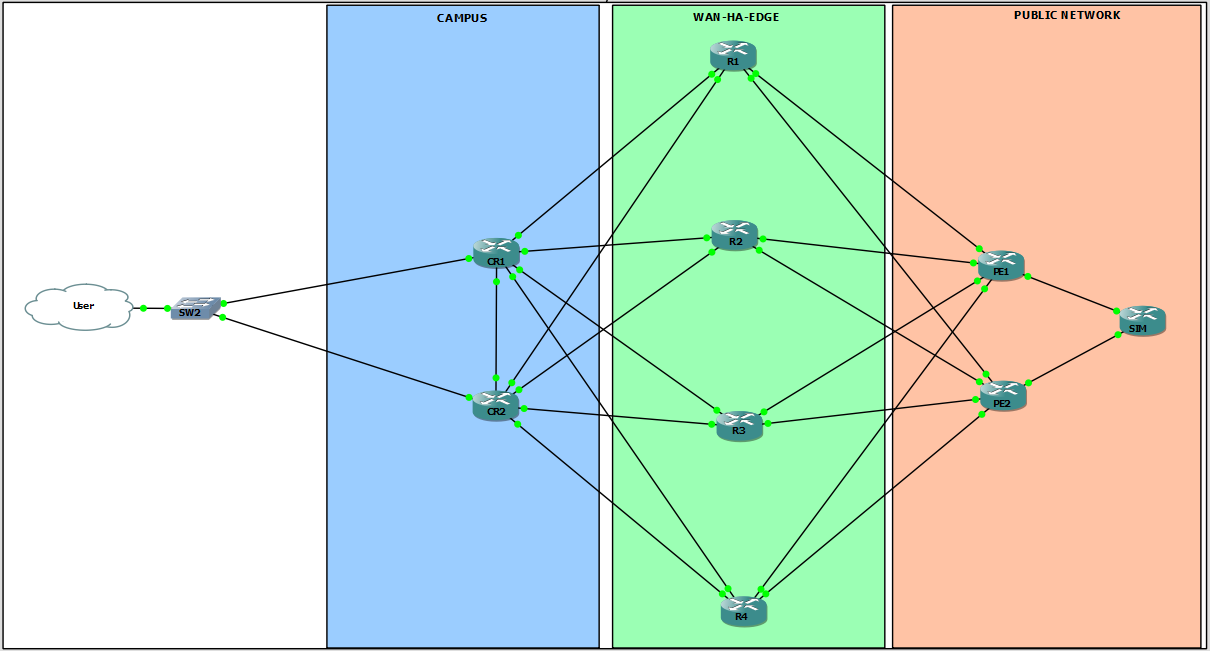 CAMPUS
WAN-HA-EDGE
PUBLIC NETWORK
R1
CR1
R2
PE1
User
SW2
SIM
CR2
R3
PE2
R4